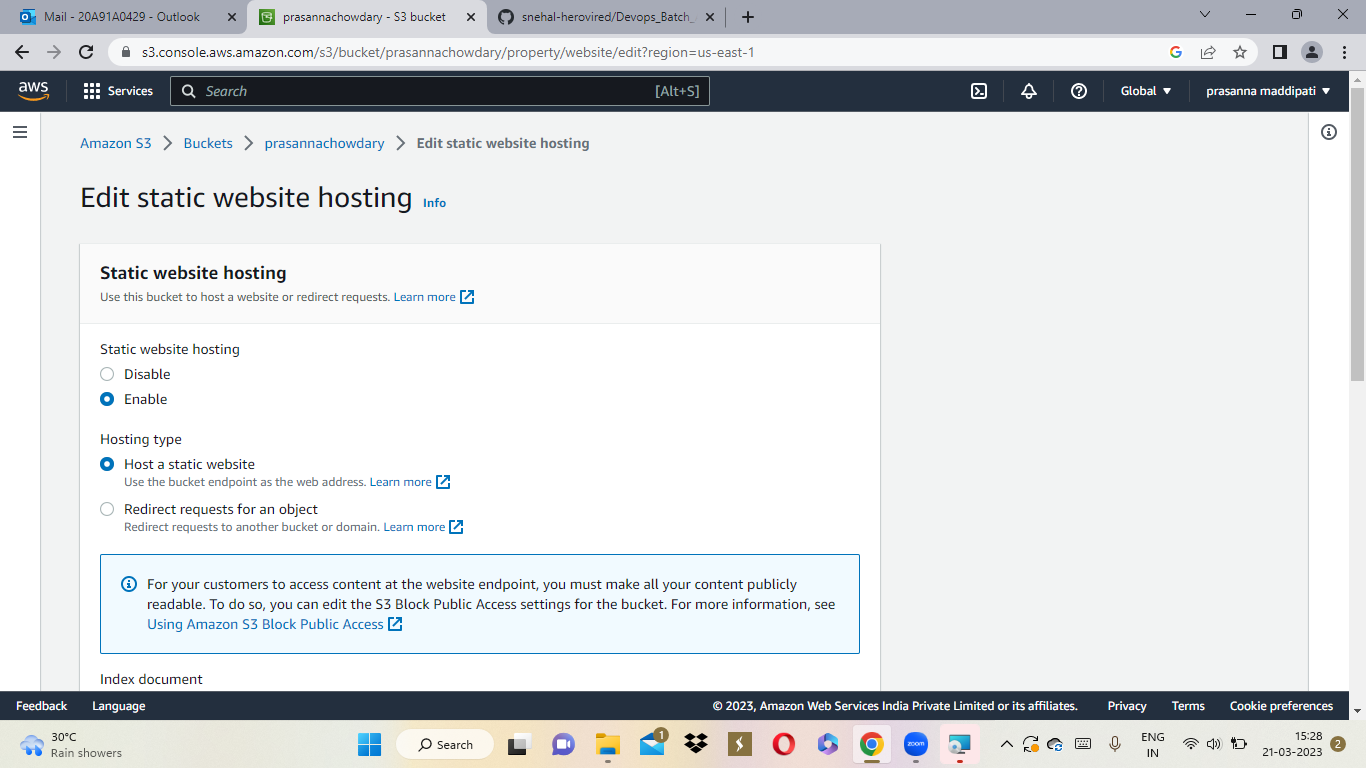 Mail - 20A91A0429 - Outlook
prasannachowdary - S3 bucket
snehal-herovired/Devops_Batch_
s3.console.aws.amazon.com/s3/bucket/prasannachowdary/property/website/edit?region=us-east-1
aws
Services
Search
[Alt+S]
Global
prasanna maddipati
Amazon S3 > Buckets > prasannachowdary > Edit static website hosting
Edit static website hosting Info
Static website hosting
Use this bucket to host a website or redirect requests. Learn more
Static website hosting
Disable
Enable
Hosting type
Host a static website
Use the bucket endpoint as the web address. Learn more
Redirect requests for an object
Redirect requests to another bucket or domain. Learn more
For your customers to access content at the website endpoint, you must make all your content publicly
readable. To do so, you can edit the S3 Block Public Access settings for the bucket. For more information, see
Using Amazon S3 Block Public Access
Index document
Feedback
Language
© 2023, Amazon Web Services India Private Limited or its affiliates.
Privacy
Terms
Cookie preferences
30°C
Rain showers
Search
1
zoom
ENG
IN
15:28
21-03-2023
2